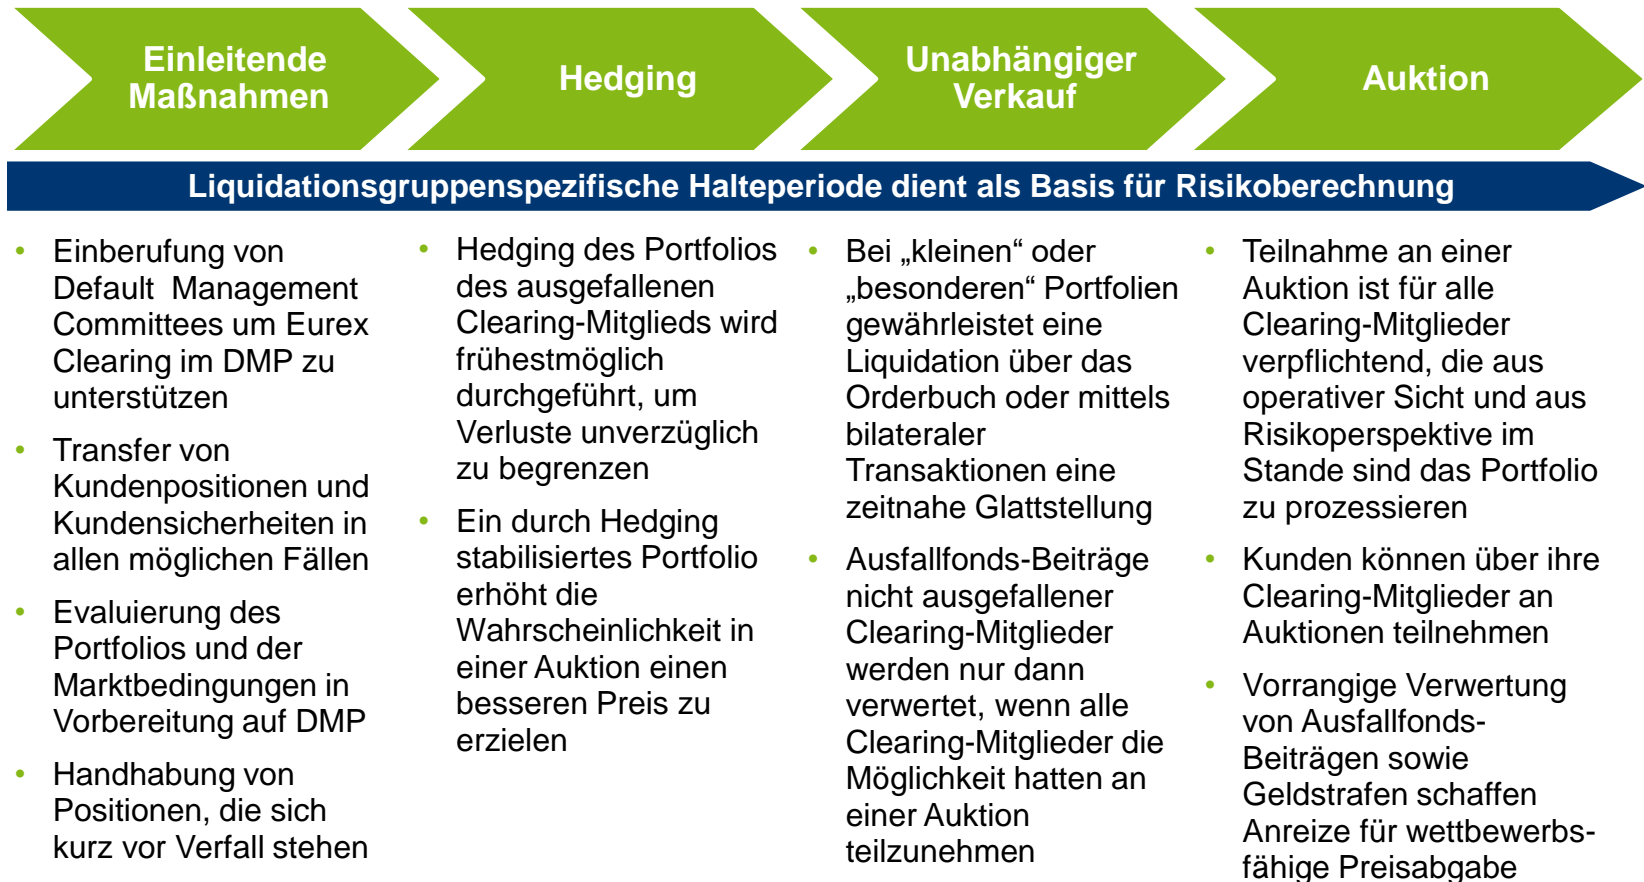 Einleitende
Maßnahmen
Hedging
Unabhängiger
Verkauf
Auktion
Liquidationsgruppenspezifische Halteperiode dient als Basis für Risikoberechnung
• Einberufung von
Default  Management
Committees um Eurex
Clearing im DMP zu
unterstützen
• Transfer von
Kundenpositionen und
Kundensicherheiten in
allen möglichen Fällen
• Evaluierung des
Portfolios und der
Marktbedingungen in
Vorbereitung auf DMP
• Handhabung von
Positionen, die sich
kurz vor Verfall stehen
• Hedging des Portfolios
des ausgefallenen
Clearing-Mitglieds wird
frühestmöglich
durchgeführt, um
Verluste unverzüglich
zu begrenzen
• Ein durch Hedging
stabilisiertes Portfolio
erhöht die
Wahrscheinlichkeit in
einer Auktion einen
besseren Preis zu
erzielen
• Bei „kleinen“ oder
„besonderen“ Portfolien
gewährleistet eine
Liquidation über das
Orderbuch oder mittels
bilateraler
Transaktionen eine
zeitnahe Glattstellung
• Ausfallfonds-Beiträge
nicht ausgefallener
Clearing-Mitglieder
werden nur dann
verwertet, wenn alle
Clearing-Mitglieder die
Möglichkeit hatten an
einer Auktion
teilzunehmen
• Teilnahme an einer
Auktion ist für alle
Clearing-Mitglieder
verpflichtend, die aus
operativer Sicht und aus
Risikoperspektive im
Stande sind das Portfolio
zu prozessieren
• Kunden können über ihre
Clearing-Mitglieder an
Auktionen teilnehmen
• Vorrangige Verwertung
von Ausfallfonds-
Beiträgen sowie
Geldstrafen schaffen
Anreize für wettbewerbs-
fähige Preisabgabe